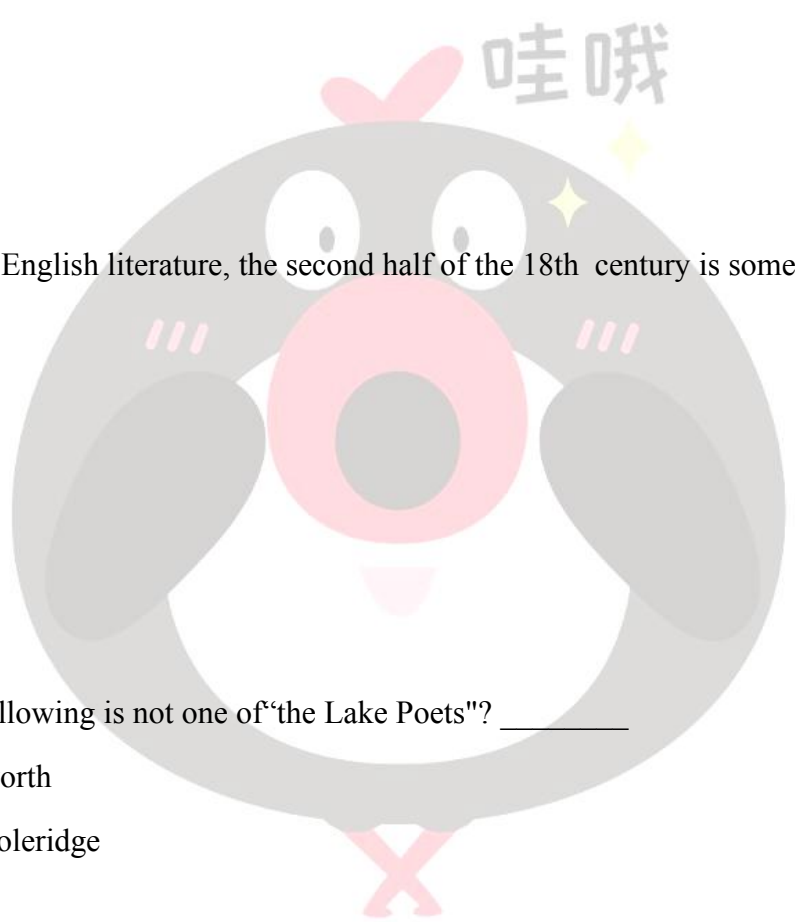 哇哦
English literature, the second half of the 18th century is some
llowing is not one of“the Lake Poets"? ________
orth
oleridge